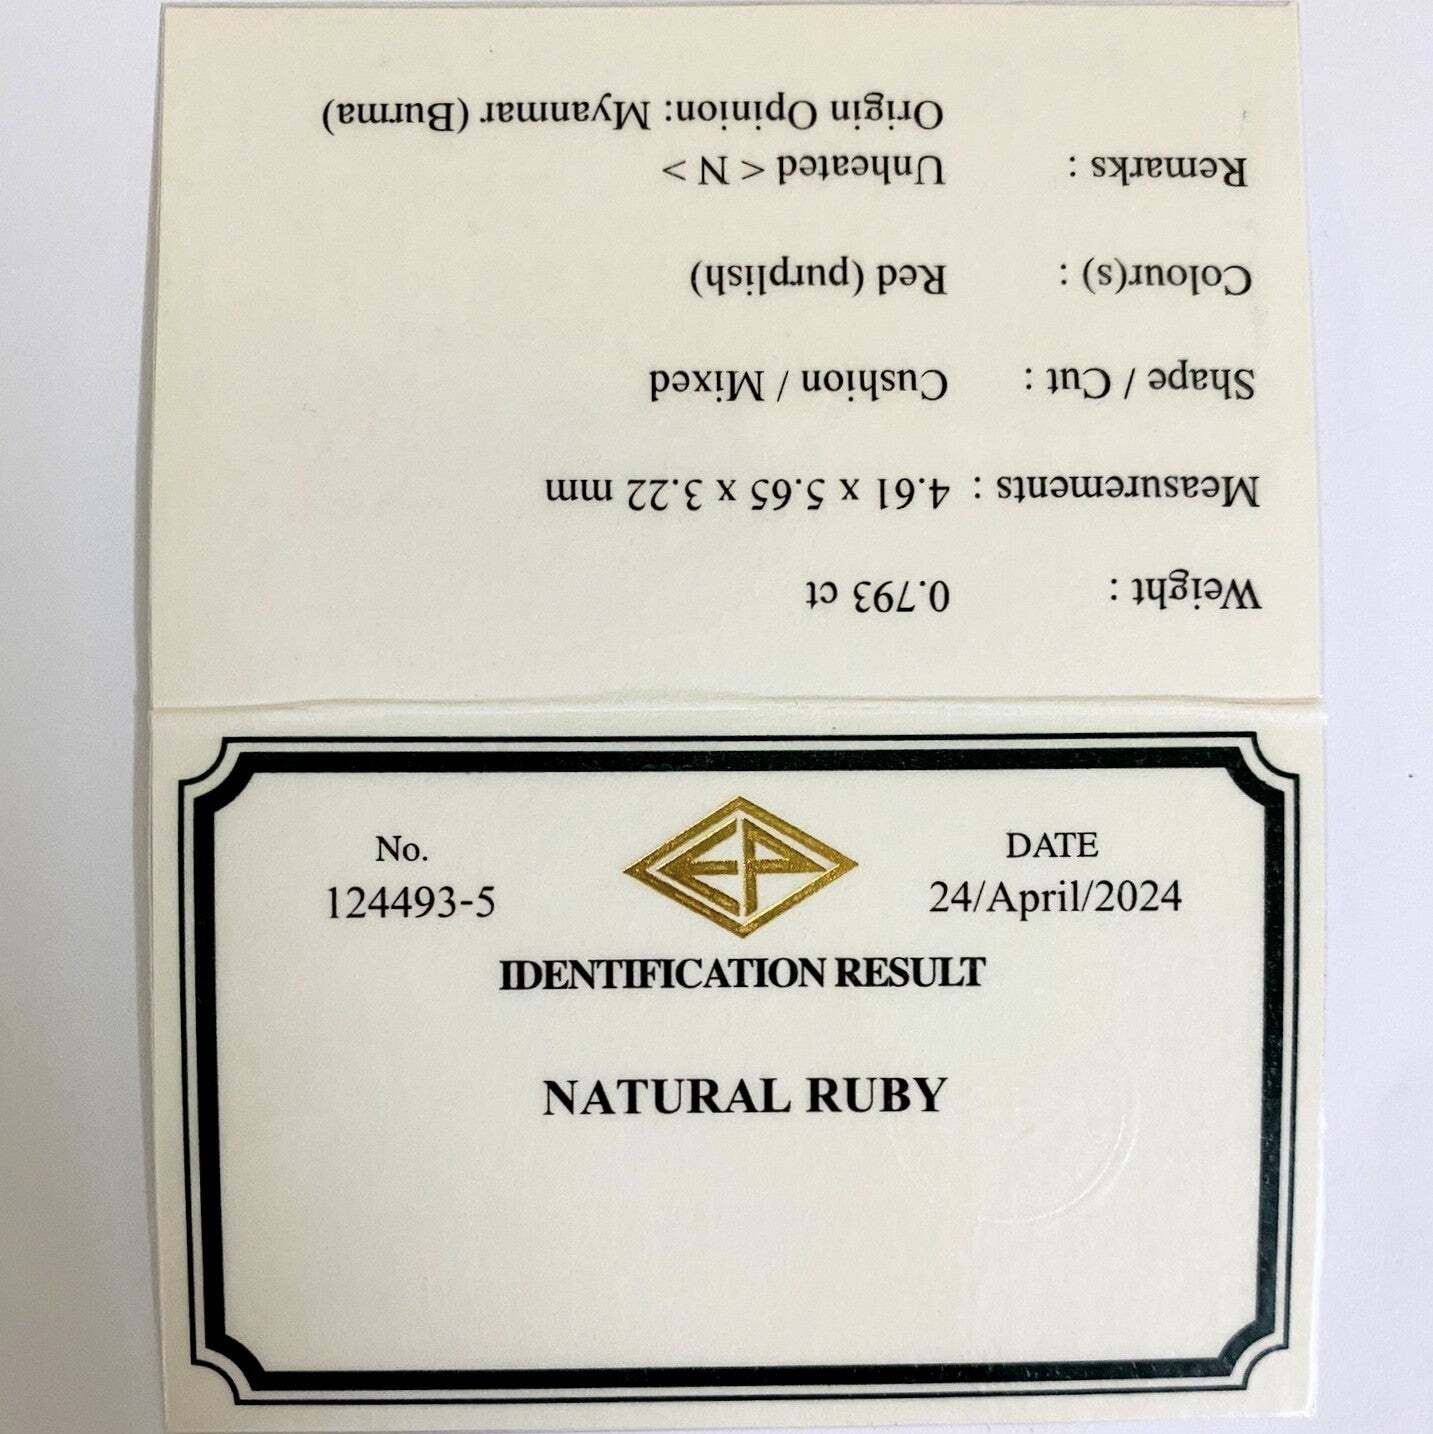 Weight : 0.793 ct
Measurements : 4.61 x 5.65 x 3.22 mm
Shape / Cut : Cushion / Mixed
Colour(s) : Red (purplish)
Remarks : Unheated < N >
Origin Opinion: Myanmar (Burma)
No.
124493-5
EP
DATE
24/April/2024
IDENTIFICATION RESULT
NATURAL RUBY